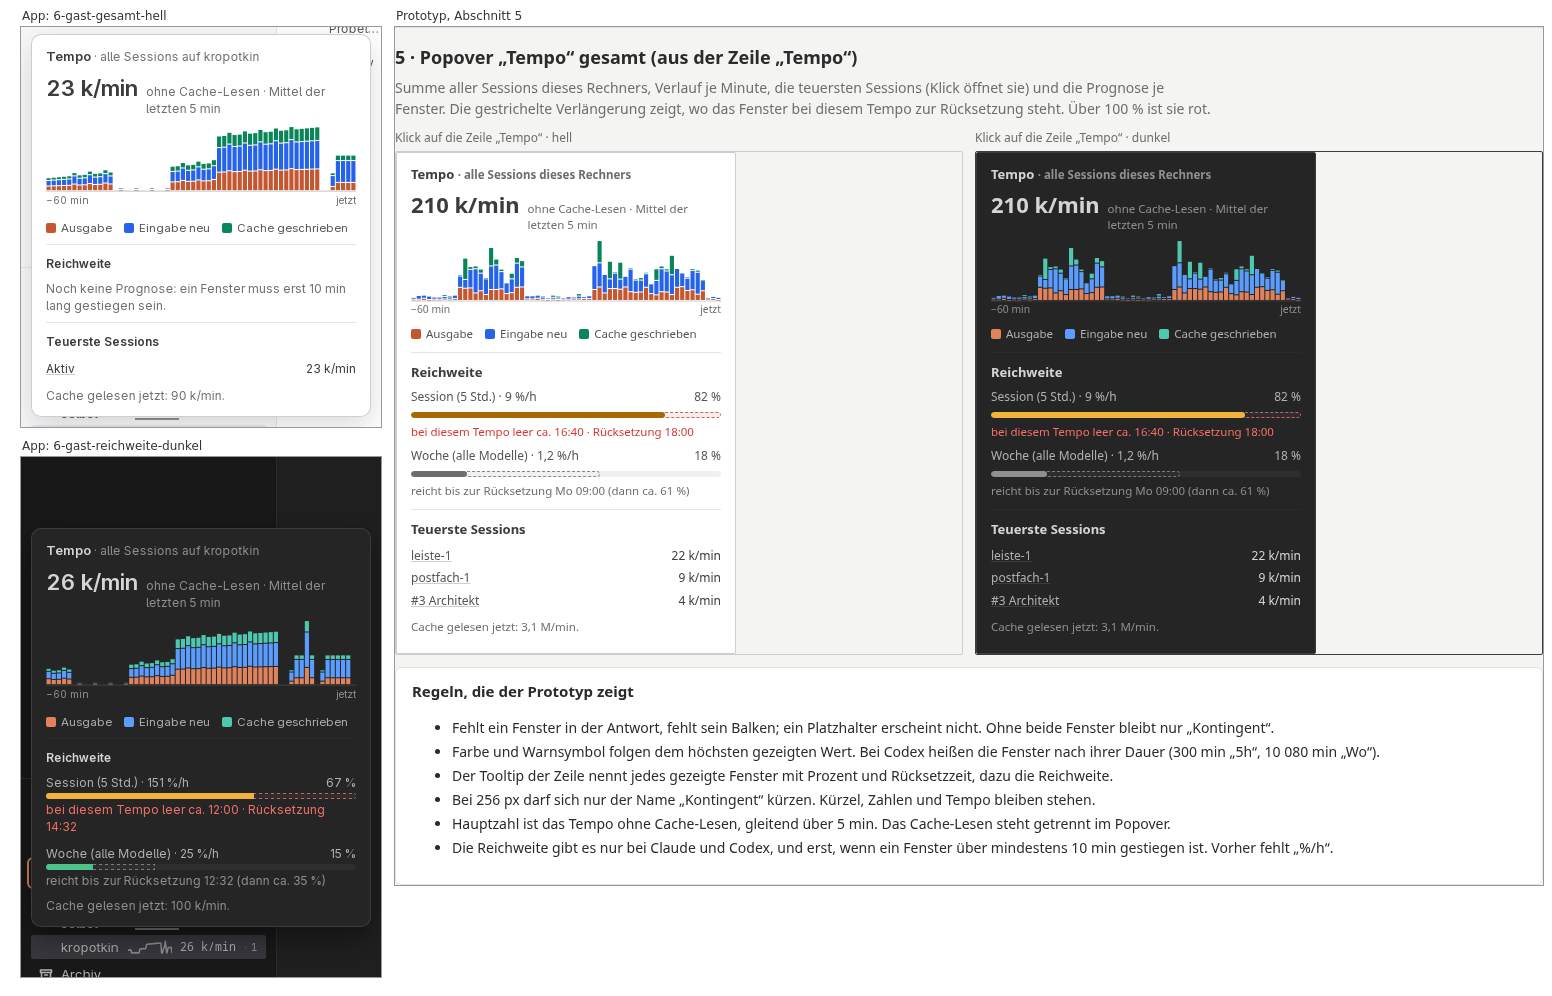 App: 6-gast-gesamt-hell
Probet…
Tempo · alle Sessions auf kropotkin
23 k/min ohne Cache-Lesen · Mittel der
letzten 5 min
−60 min jetzt
Ausgabe Eingabe neu Cache geschrieben
Reichweite
Noch keine Prognose: ein Fenster muss erst 10 min
lang gestiegen sein.
Teuerste Sessions
Aktiv 23 k/min
Cache gelesen jetzt: 90 k/min.
App: 6-gast-reichweite-dunkel
Tempo · alle Sessions auf kropotkin
26 k/min ohne Cache-Lesen · Mittel der
letzten 5 min
−60 min jetzt
Ausgabe Eingabe neu Cache geschrieben
Reichweite
Session (5 Std.) · 151 %/h 67 %
bei diesem Tempo leer ca. 12:00 · Rücksetzung
14:32
Woche (alle Modelle) · 25 %/h 15 %
reicht bis zur Rücksetzung 12:32 (dann ca. 35 %)
Cache gelesen jetzt: 100 k/min.
kropotkin 26 k/min · 1
Archiv
Prototyp, Abschnitt 5
5 · Popover „Tempo“ gesamt (aus der Zeile „Tempo“)
Summe aller Sessions dieses Rechners, Verlauf je Minute, die teuersten Sessions (Klick öffnet sie) und die Prognose je
Fenster. Die gestrichelte Verlängerung zeigt, wo das Fenster bei diesem Tempo zur Rücksetzung steht. Über 100 % ist sie rot.
Klick auf die Zeile „Tempo“ · hell
Tempo · alle Sessions dieses Rechners
210 k/min ohne Cache-Lesen · Mittel der
letzten 5 min
−60 min jetzt
Ausgabe Eingabe neu Cache geschrieben
Reichweite
Session (5 Std.) · 9 %/h 82 %
bei diesem Tempo leer ca. 16:40 · Rücksetzung 18:00
Woche (alle Modelle) · 1,2 %/h 18 %
reicht bis zur Rücksetzung Mo 09:00 (dann ca. 61 %)
Teuerste Sessions
leiste-1 22 k/min
postfach-1 9 k/min
#3 Architekt 4 k/min
Cache gelesen jetzt: 3,1 M/min.
Klick auf die Zeile „Tempo“ · dunkel
Tempo · alle Sessions dieses Rechners
210 k/min ohne Cache-Lesen · Mittel der
letzten 5 min
−60 min jetzt
Ausgabe Eingabe neu Cache geschrieben
Reichweite
Session (5 Std.) · 9 %/h 82 %
bei diesem Tempo leer ca. 16:40 · Rücksetzung 18:00
Woche (alle Modelle) · 1,2 %/h 18 %
reicht bis zur Rücksetzung Mo 09:00 (dann ca. 61 %)
Teuerste Sessions
leiste-1 22 k/min
postfach-1 9 k/min
#3 Architekt 4 k/min
Cache gelesen jetzt: 3,1 M/min.
Regeln, die der Prototyp zeigt
• Fehlt ein Fenster in der Antwort, fehlt sein Balken; ein Platzhalter erscheint nicht. Ohne beide Fenster bleibt nur „Kontingent“.
• Farbe und Warnsymbol folgen dem höchsten gezeigten Wert. Bei Codex heißen die Fenster nach ihrer Dauer (300 min „5h“, 10 080 min „Wo“).
• Der Tooltip der Zeile nennt jedes gezeigte Fenster mit Prozent und Rücksetzzeit, dazu die Reichweite.
• Bei 256 px darf sich nur der Name „Kontingent“ kürzen. Kürzel, Zahlen und Tempo bleiben stehen.
• Hauptzahl ist das Tempo ohne Cache-Lesen, gleitend über 5 min. Das Cache-Lesen steht getrennt im Popover.
• Die Reichweite gibt es nur bei Claude und Codex, und erst, wenn ein Fenster über mindestens 10 min gestiegen ist. Vorher fehlt „%/h“.